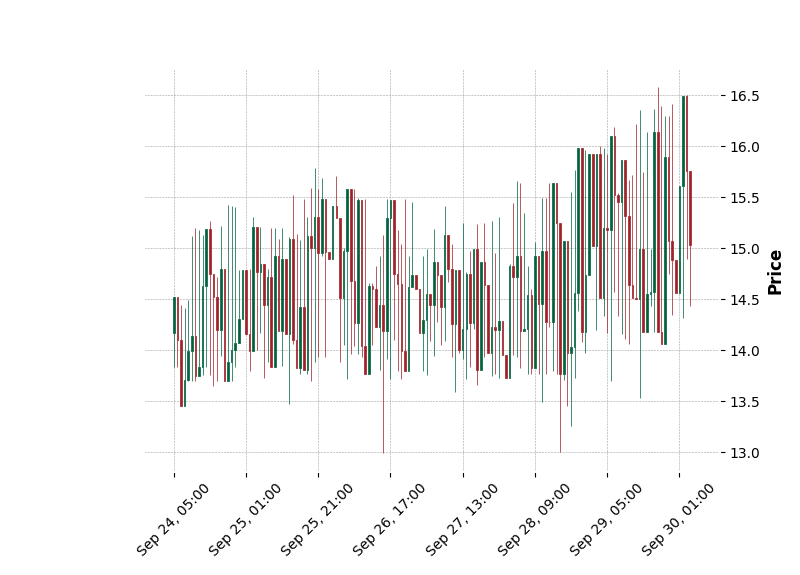 16.5
16.0
15.5
15.0
14.5
14.0
13.5
13.0
Price
Sep 24, 05:00
Sep 25, 01:00
Sep 25, 21:00
Sep 26, 17:00
Sep 27, 13:00
Sep 28, 09:00
Sep 29, 05:00
Sep 30, 01:00